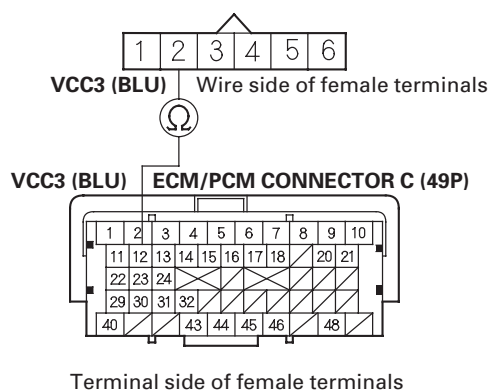 1 2 3 4 5 6
VCC3 (BLU) Wire side of female terminals
Ω
VCC3 (BLU) ECM/PCM CONNECTOR C (49P)
1 2 3 4 5 6 7 8 9 10
11 12 13 14 15 16 17 18 20 21
22 23 24
29 30 31 32
40 43 44 45 46 48
Terminal side of female terminals